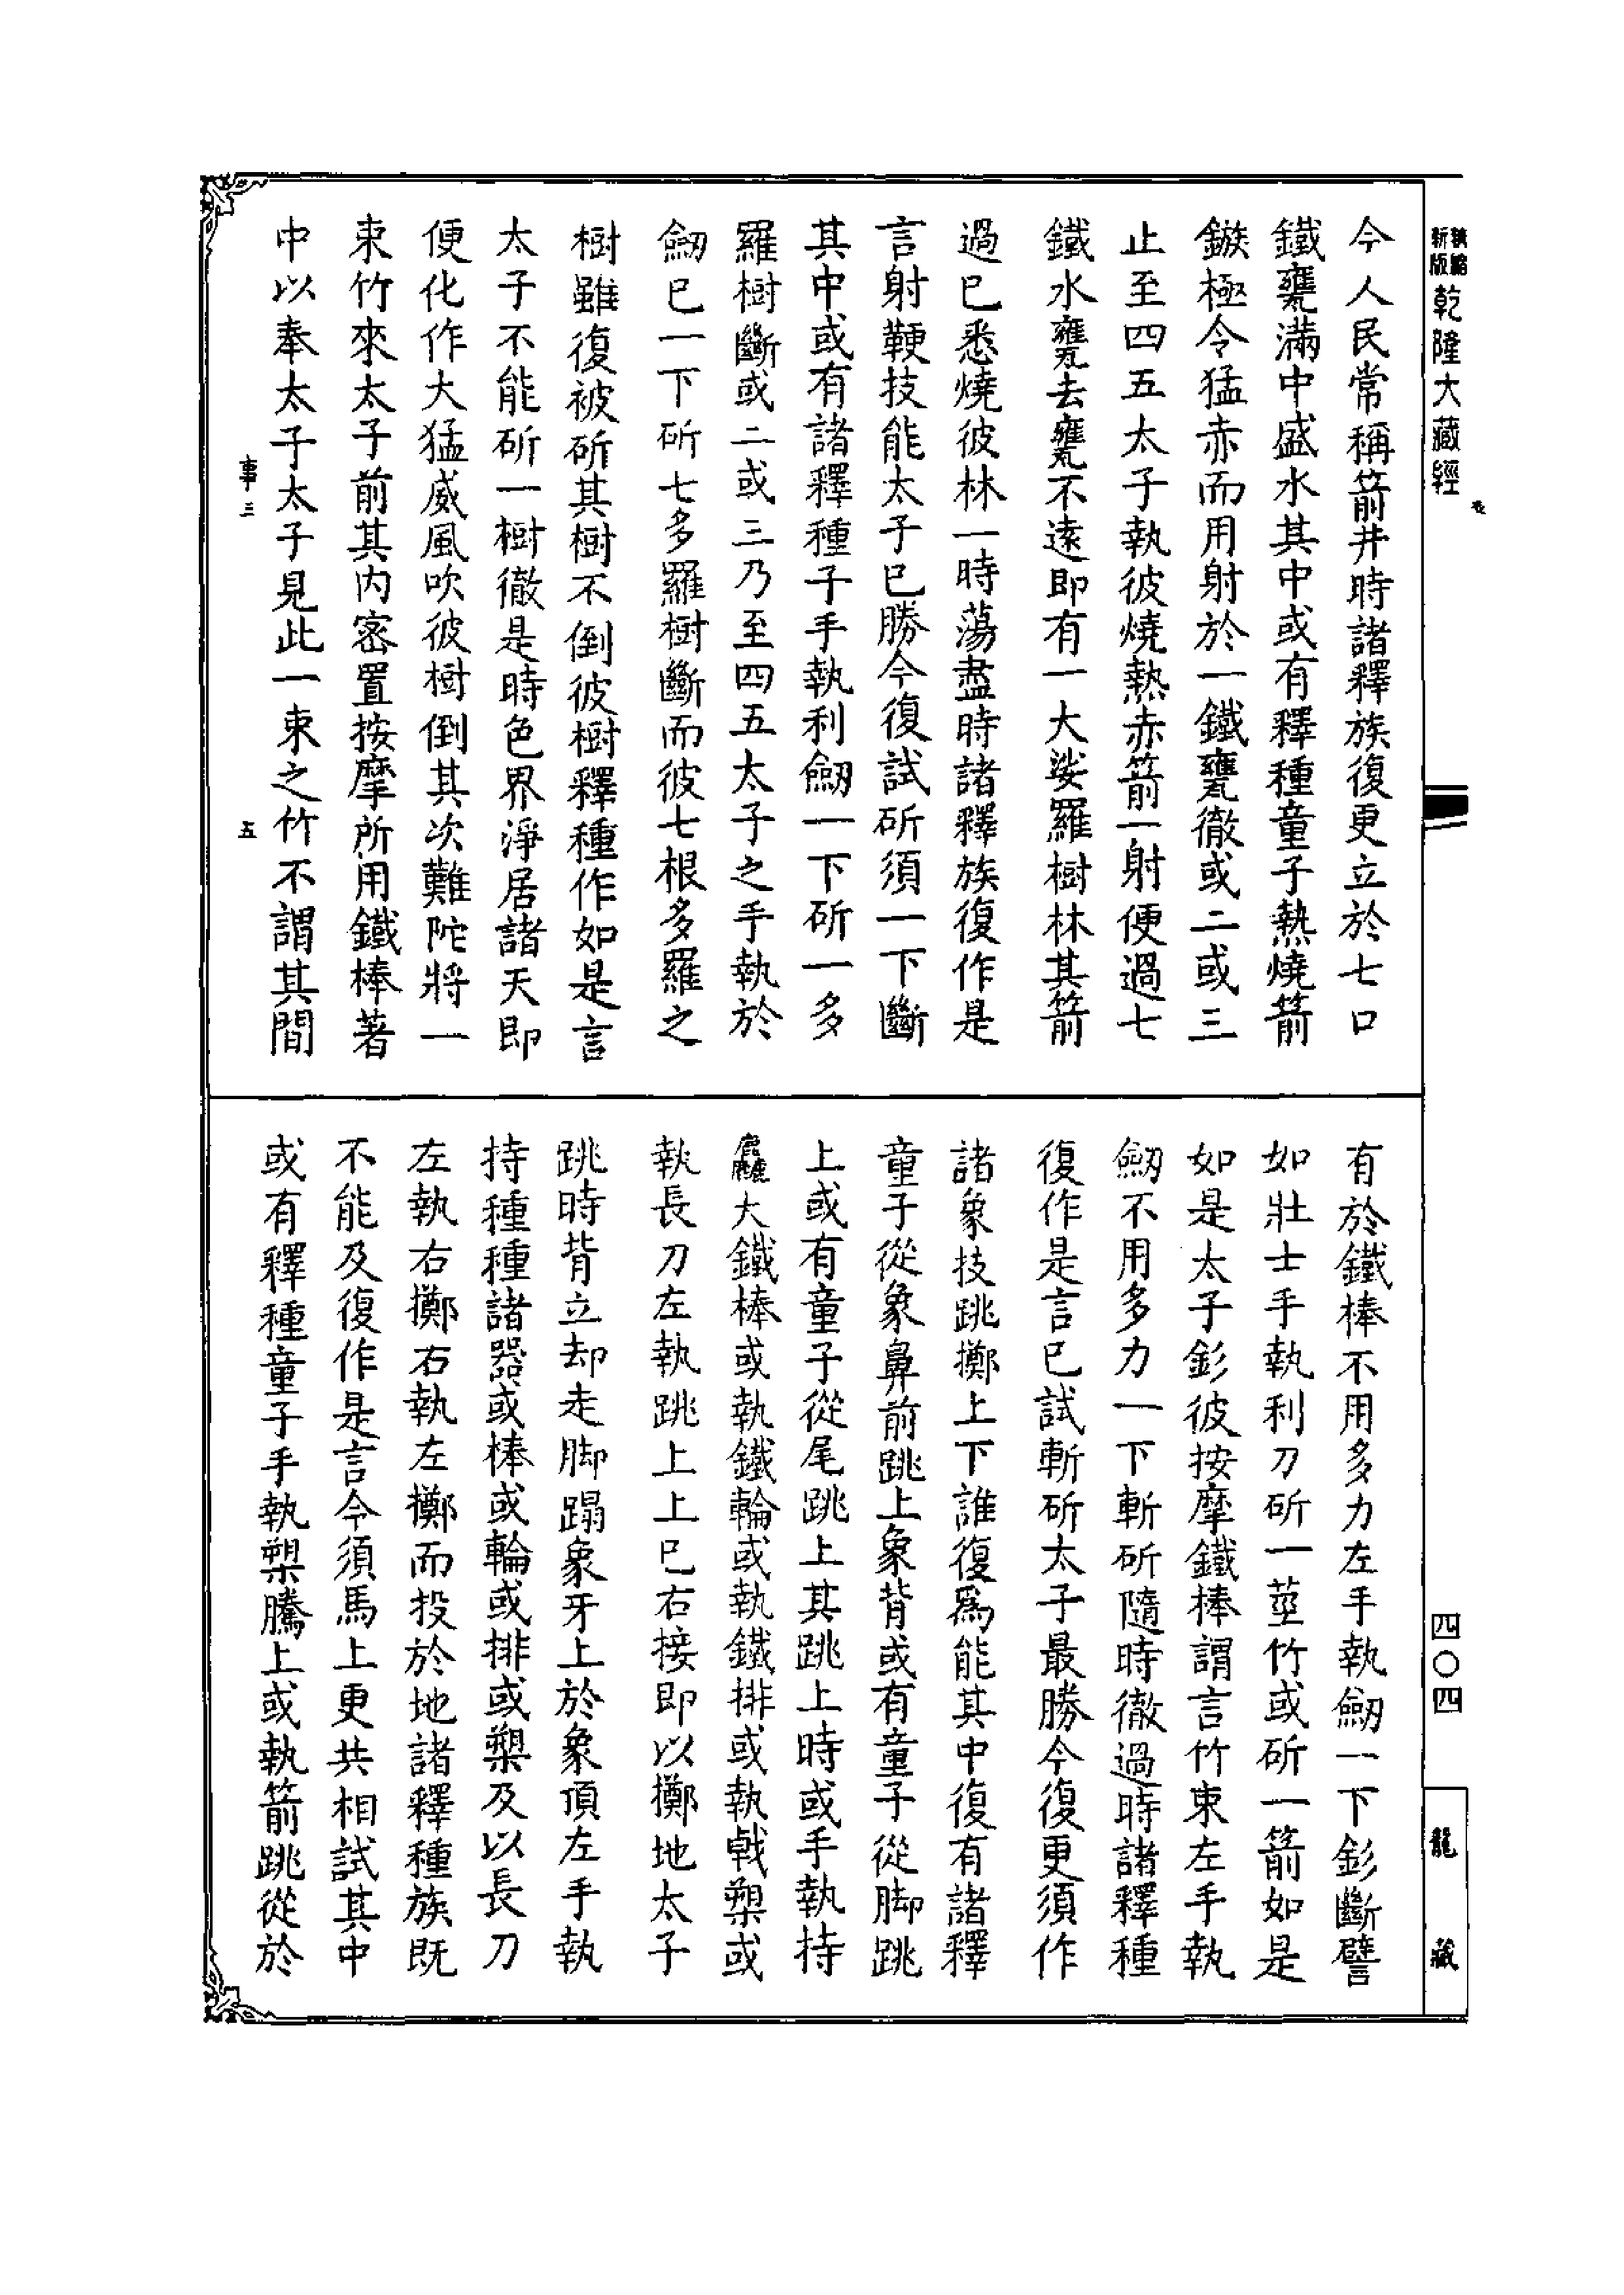 新版
乾隆大藏經
今人民常稱箭井時諸釋族復更立於七口
鐵甕滿中盛水其中或有釋種童子熱燒箭
鏃極令猛赤而用射於一鐵甕徹或二或三
止至四五太子執彼燒熱赤箭一射便過七
鐵水甕去甕不遠即有一大娑羅樹林其箭
過已悉燒彼林一時蕩盡時諸釋族復作是
言射鞕技能太子已勝今復試斫須一下斷
其中或有諸釋種子手執利劒一下斫一多
羅樹斷或二或三乃至四五太子之手執於
劒已一下斫七多羅樹斷而彼七根多羅之
樹雖復被斫其樹不倒彼樹釋種作如是言
太子不能斫一樹徹是時色界淨居諸天即
便化作大猛威風吹彼樹倒其次難陀將一
束竹來太子前其內密置按摩所用鐵棒著
中以奉太子太子見此一束之竹不謂其間
事三
五
有於鐵棒不用多力左手執劒一下釤斷譬
如壯士手執利刀斫一莖竹或斫一箭如是
如是太子釤彼按摩鐵棒謂言竹束左手執
劒不用多力一下斬斫隨時徹過時諸釋種
復作是言已試斬斫太子最勝今復更須作
諸象技跳擲上下誰復爲能其中復有諸釋
童子從象鼻前跳上象背或有童子從脚跳
上或有童子從尾跳上其跳上時或手執持
麤大鐵棒或執鐵輪或執鐵排或執戟槊或
執長刀左執跳上上已右接即以擲地太子
跳時背立却走脚蹋象牙上於象頂左手執
持種種諸器或棒或輪或排或槊及以長刀
左執右擲右執左擲而投於地諸釋種族既
不能及復作是言今須馬上更共相試其中
或有釋種童子手執槊騰上或執箭跳從於
四〇四
龍藏